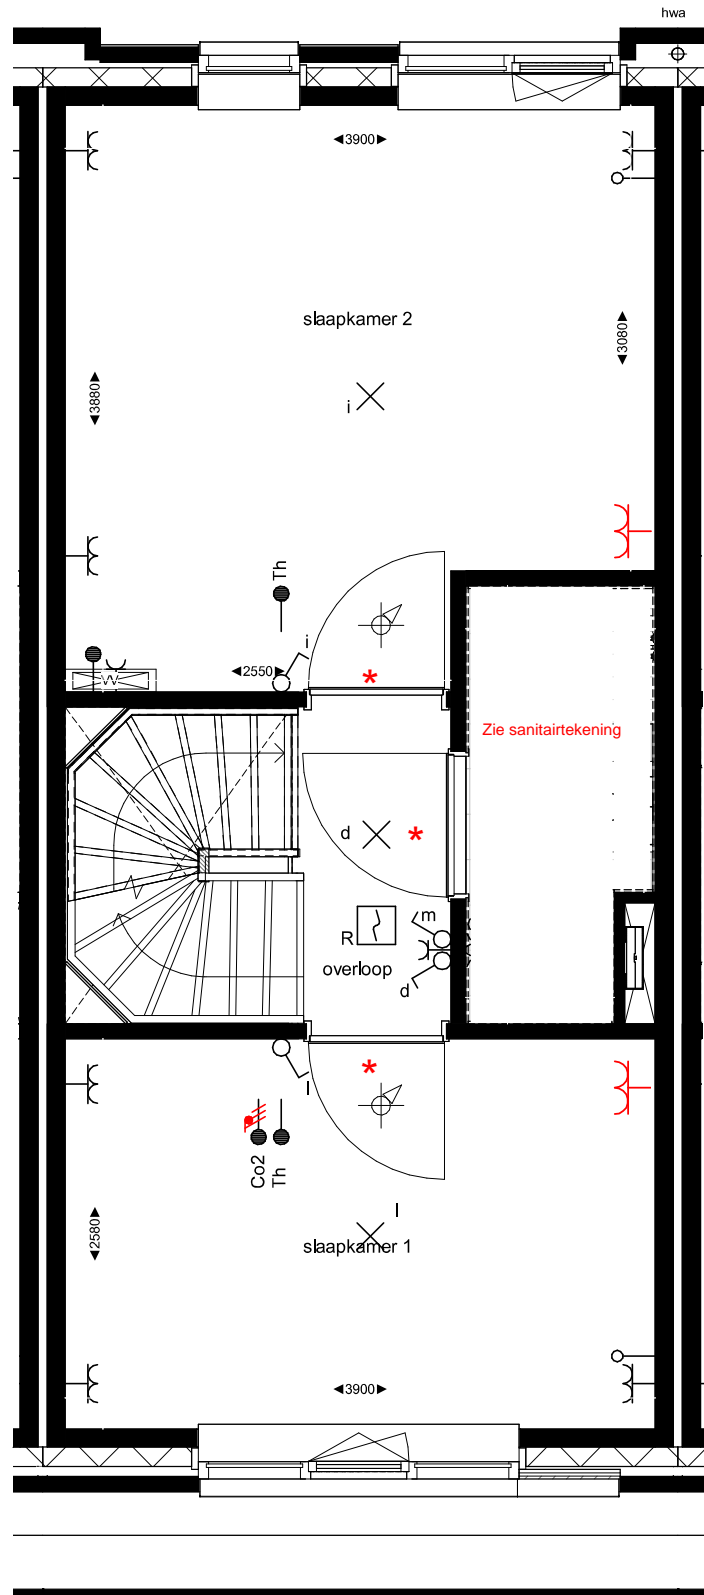 hwa
3900
slaapkamer 2
3080
3880
i
Th
i
2550
Zie sanitairtekening
*
d
*
m
R
overloop
d
*
l
Co2
Th
l
2580
slaapkamer 1
3900